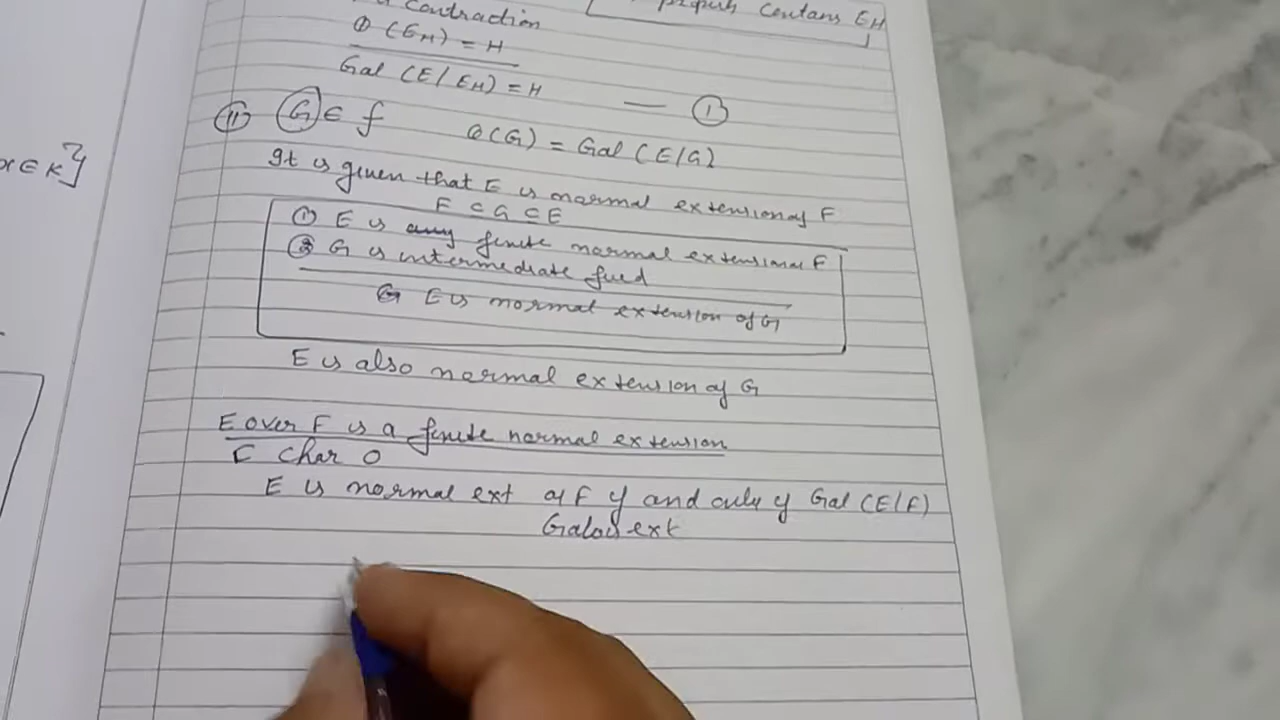 contraction
properly contains E_H
Φ(E_H) = H
Gal (E/E_H) = H — ①
x ∈ K}
(ii) G ∈ f Φ(G) = Gal (E/G)
It is given that E is normal extension of F
F ⊆ G ⊆ E
① E is any finite normal extension of F
② G is intermediate field
E is normal extension of G
E is also normal extension of G
E over F is a finite normal extension
F char 0
E is normal ext of F if and only if Gal (E/F)
Galois ext